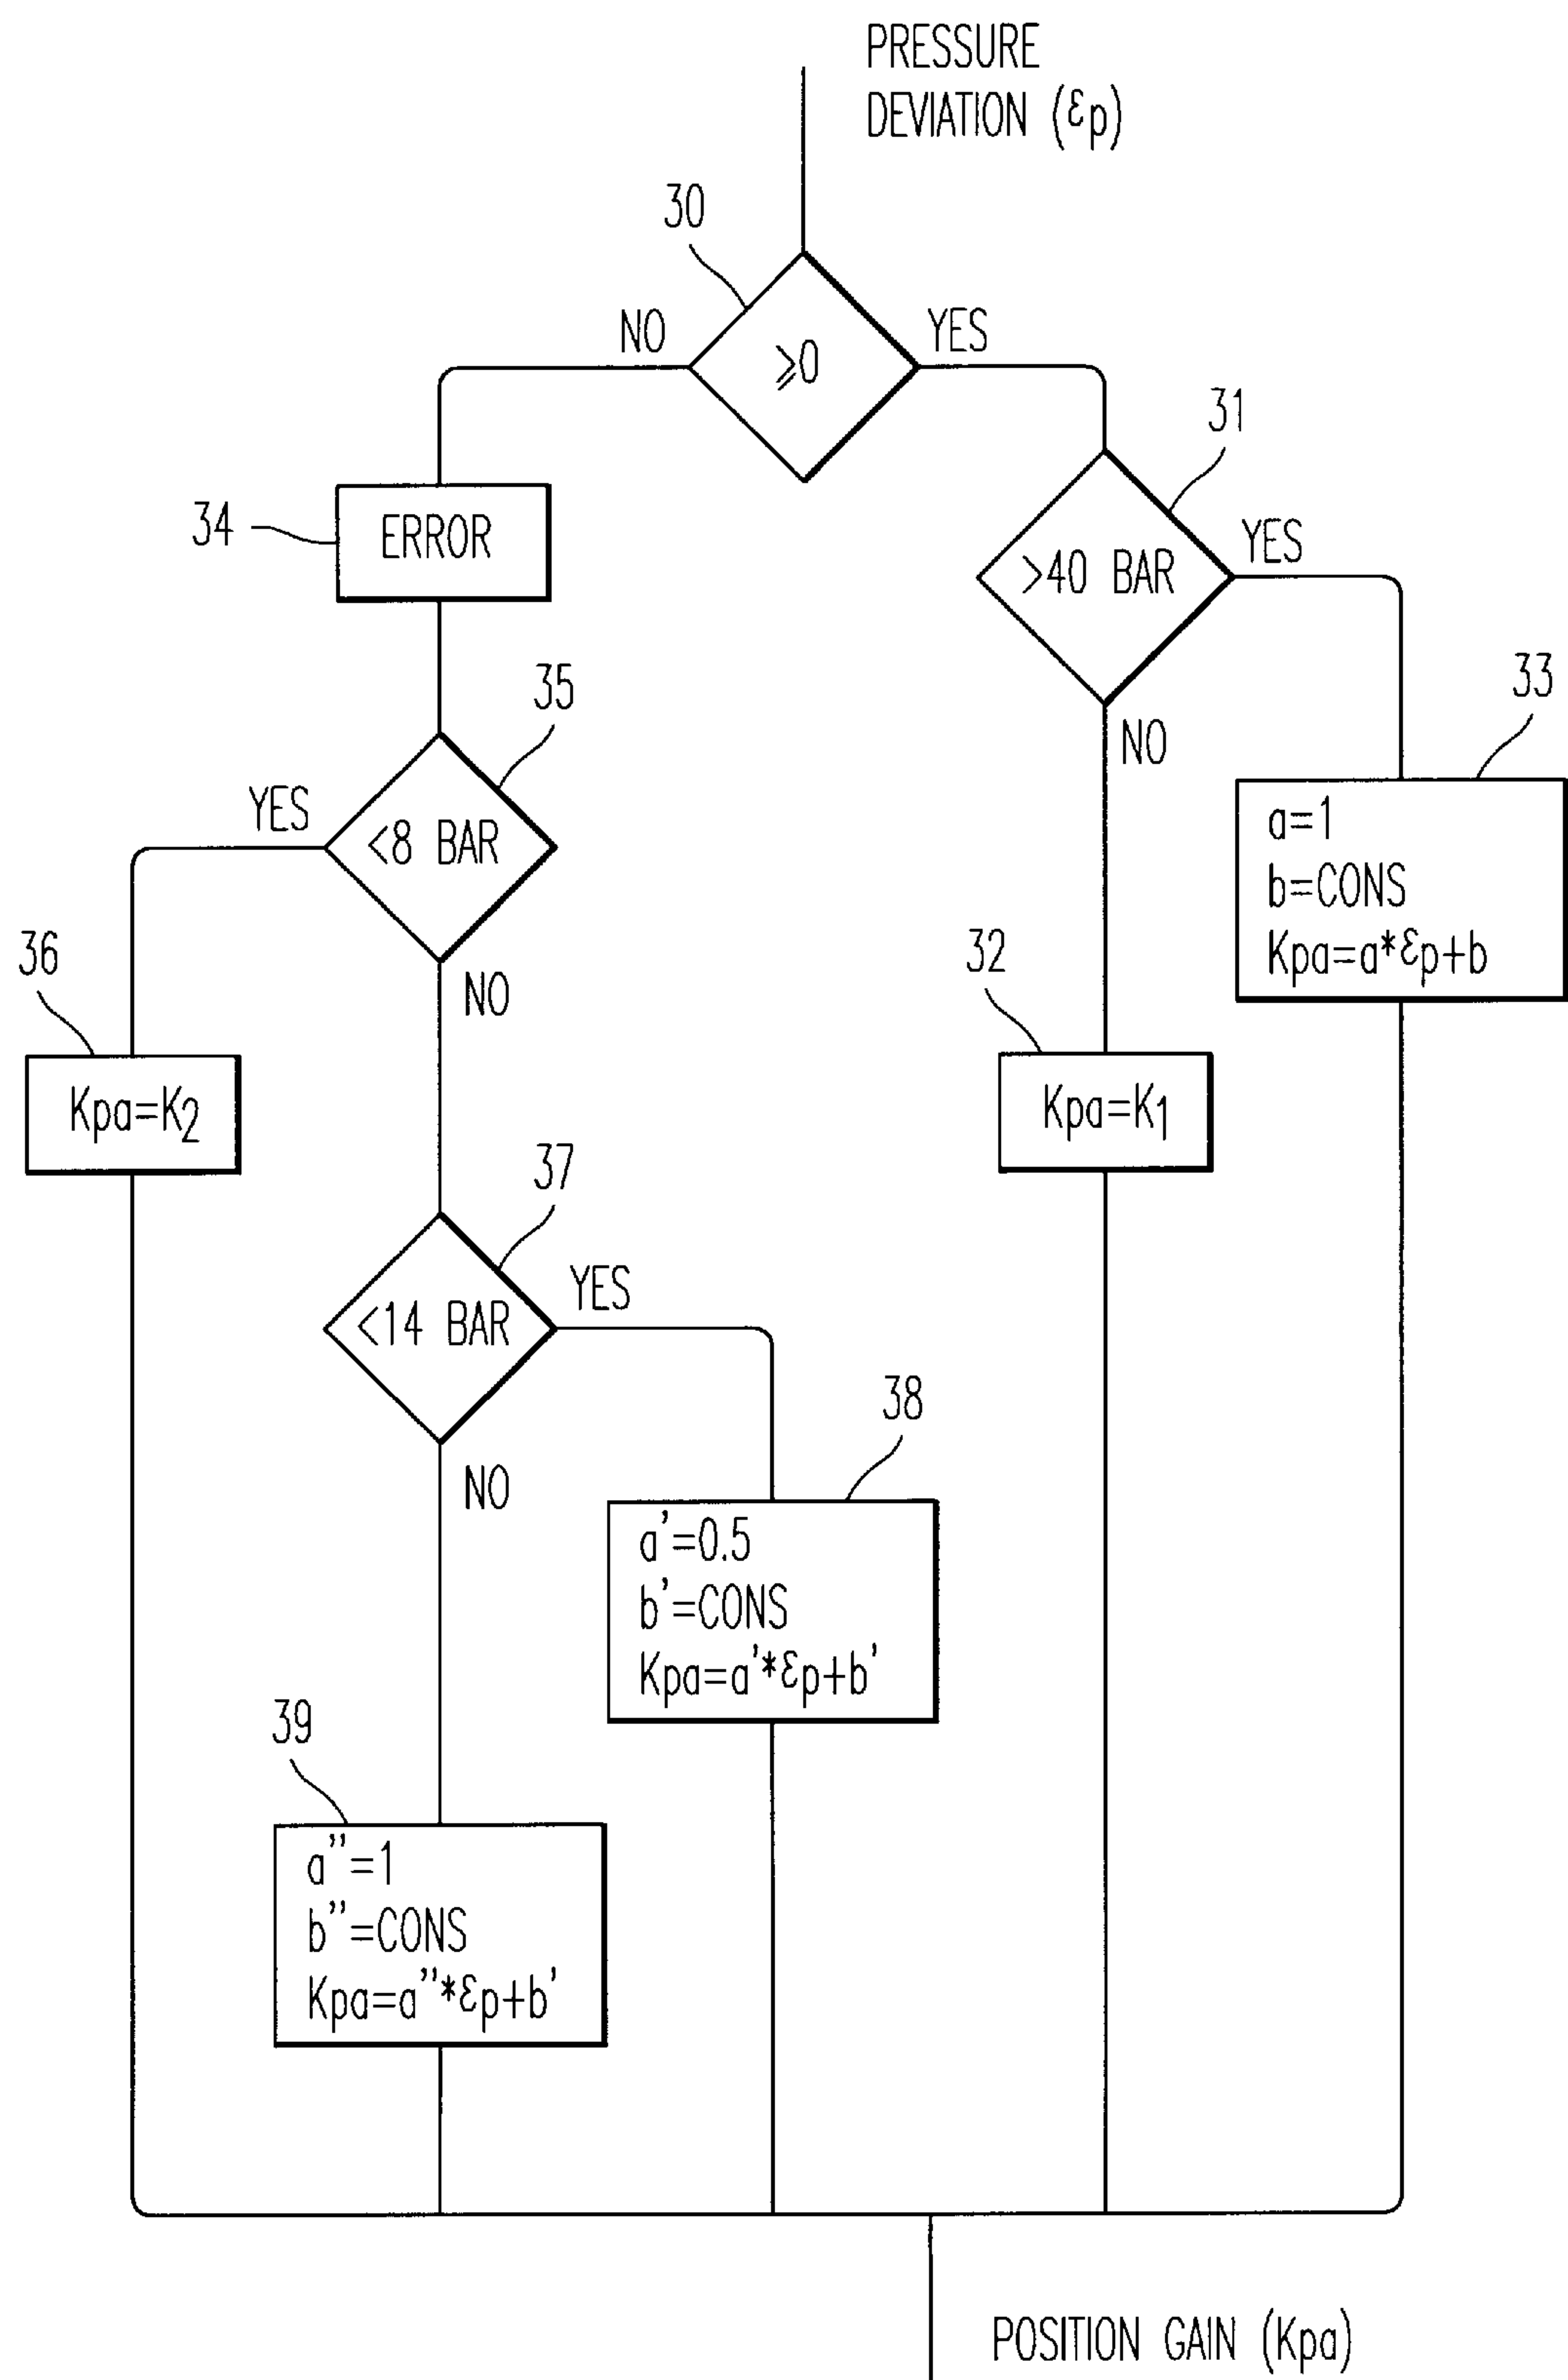 PRESSURE
DEVIATION (εp)
30
NO
YES
≥0
31
34
ERROR
>40 BAR
YES
35
33
NO
YES
<8 BAR
a=1
b=CONS
Kpa=a*εp+b
36
32
NO
Kpa=K2
Kpa=K1
37
YES
<14 BAR
38
NO
a'=0.5
b'=CONS
Kpa=a'*εp+b'
39
a''=1
b''=CONS
Kpa=a''*εp+b'
POSITION GAIN (Kpa)